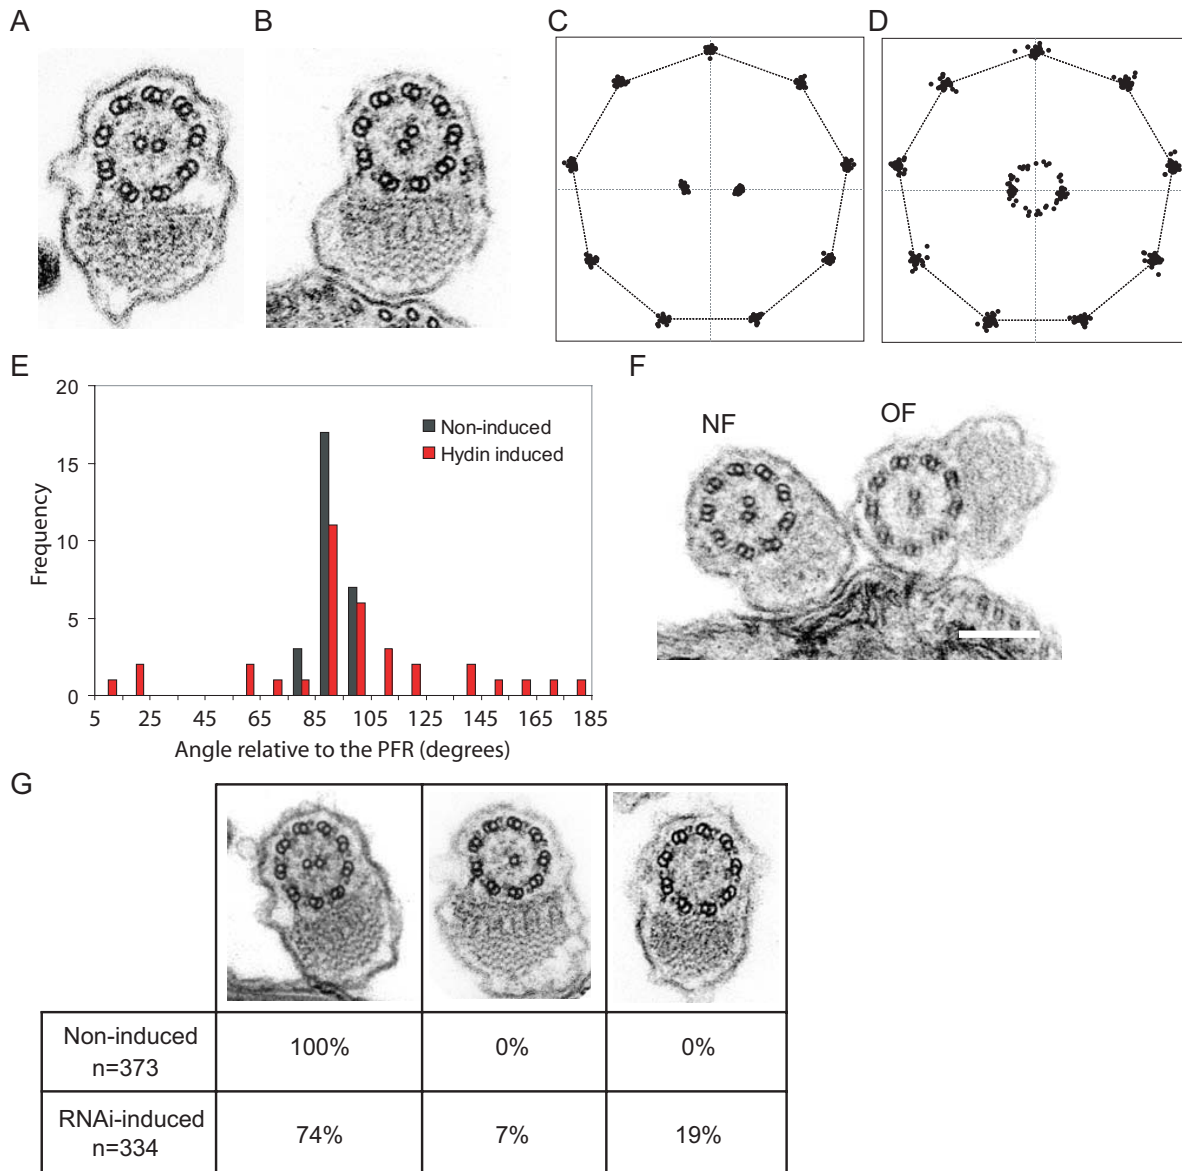 A
B
C
D
E
20
15
10
5
0
Frequency
Non-induced
Hydin induced
5 25 45 65 85 105 125 145 165 185
Angle relative to the PFR (degrees)
F
NF
OF
G
Non-induced
n=373
100%
0%
0%
RNAi-induced
n=334
74%
7%
19%